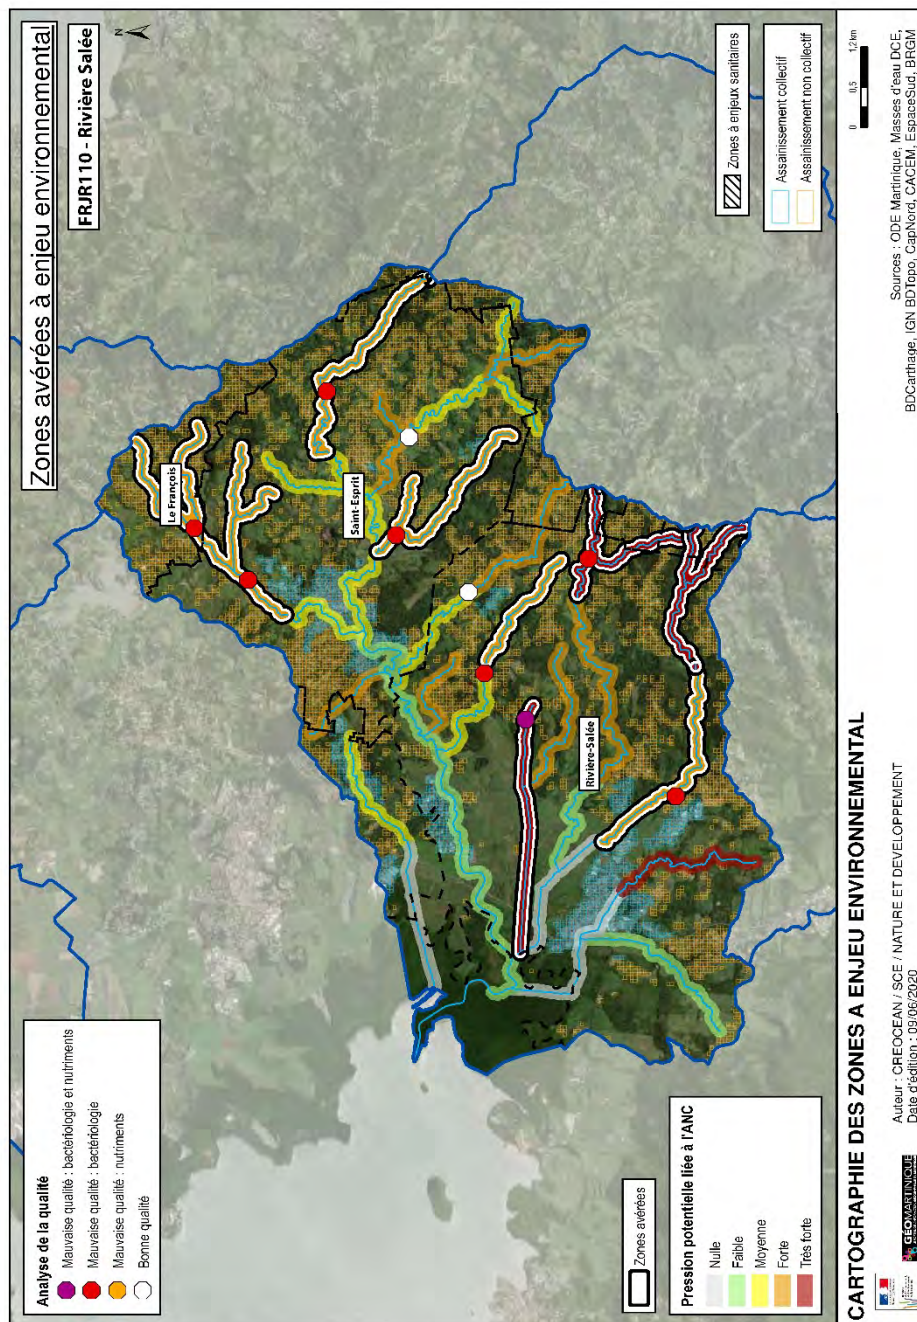 Zones avérées à enjeu environnemental
FRJR110 - Rivière Salée
N
Analyse de la qualité
Mauvaise qualité : bactériologie et nutriments
Mauvaise qualité : bactériologie
Mauvaise qualité : nutriments
Bonne qualité
Le François
Saint-Esprit
Rivière-Salée
Zones avérées
Pression potentielle liée à l'ANC
Nulle
Faible
Moyenne
Forte
Très forte
Zones à enjeux sanitaires
Assainissement collectif
Assainissement non collectif
CARTOGRAPHIE DES ZONES A ENJEU ENVIRONNEMENTAL
0 0,5 1,2 km
GEOMARTINIQUE
Auteur : CREOCEAN / SCE / NATURE ET DEVELOPPEMENT
Date d'édition : 09/06/2020
Sources : ODE Martinique, Masses d'eau DCE,
BDCarthage, IGN BDTopo, CapNord, CACEM, EspaceSud, BRGM